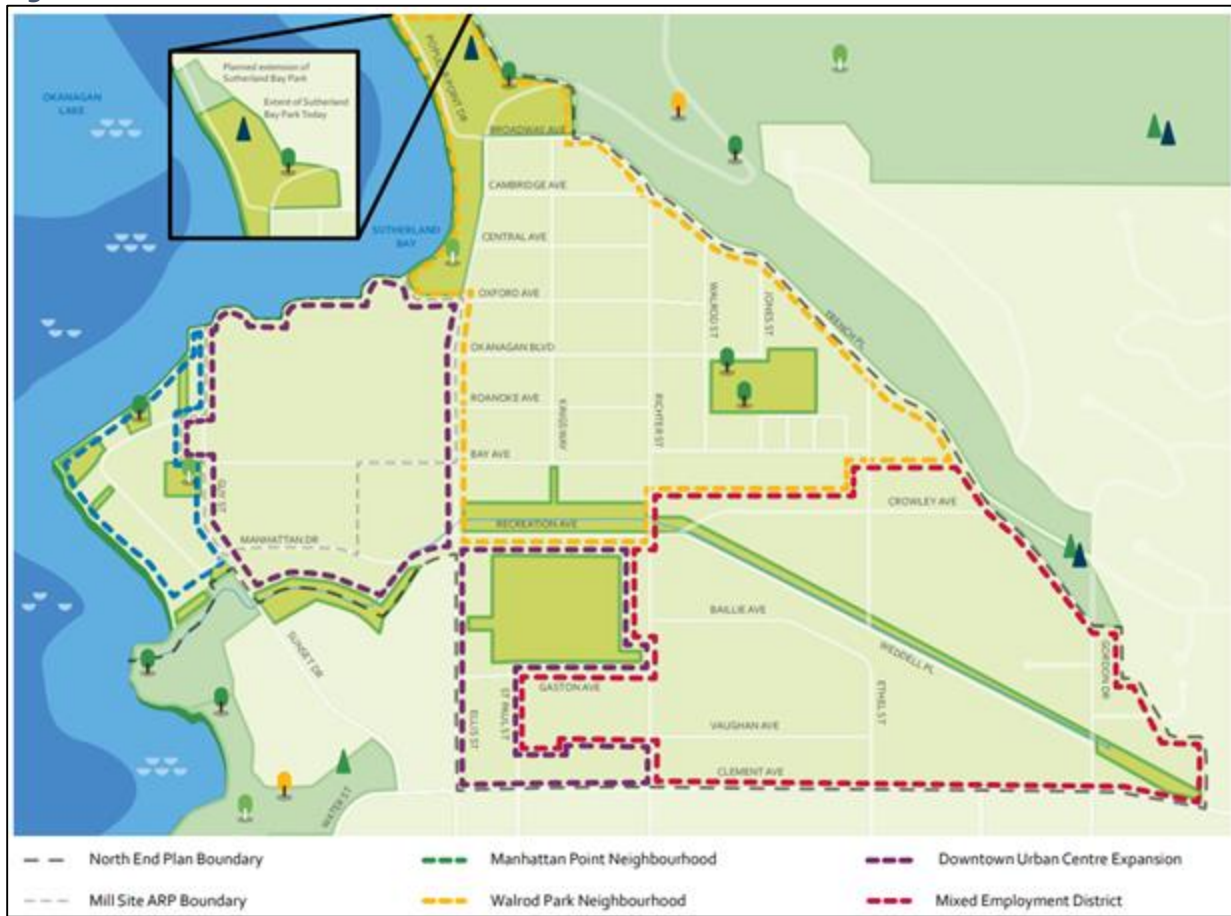 Planned extension of
Sutherland Bay Park
Extent of Sutherland
Bay Park Today
OKANAGAN
LAKE
POPLAR POINT DR
BROADWAY AVE
CAMBRIDGE AVE
SUTHERLAND
BAY
CENTRAL AVE
OXFORD AVE
WALROD ST
JONES ST
TRENCH PL
OKANAGAN BLVD
ROANOKE AVE
KINGSWAY
RICHTER ST
BAY AVE
GUY ST
CROWLEY AVE
RECREATION AVE
MANHATTAN DR
BAILLIE AVE
SUNSET DR
WEDDELL PL
GORDON DR
GASTON AVE
ST PAUL ST
ELLIS ST
ETHEL ST
VAUGHAN AVE
CLEMENT AVE
WATER ST
North End Plan Boundary
Manhattan Point Neighbourhood
Downtown Urban Centre Expansion
Mill Site ARP Boundary
Walrod Park Neighbourhood
Mixed Employment District